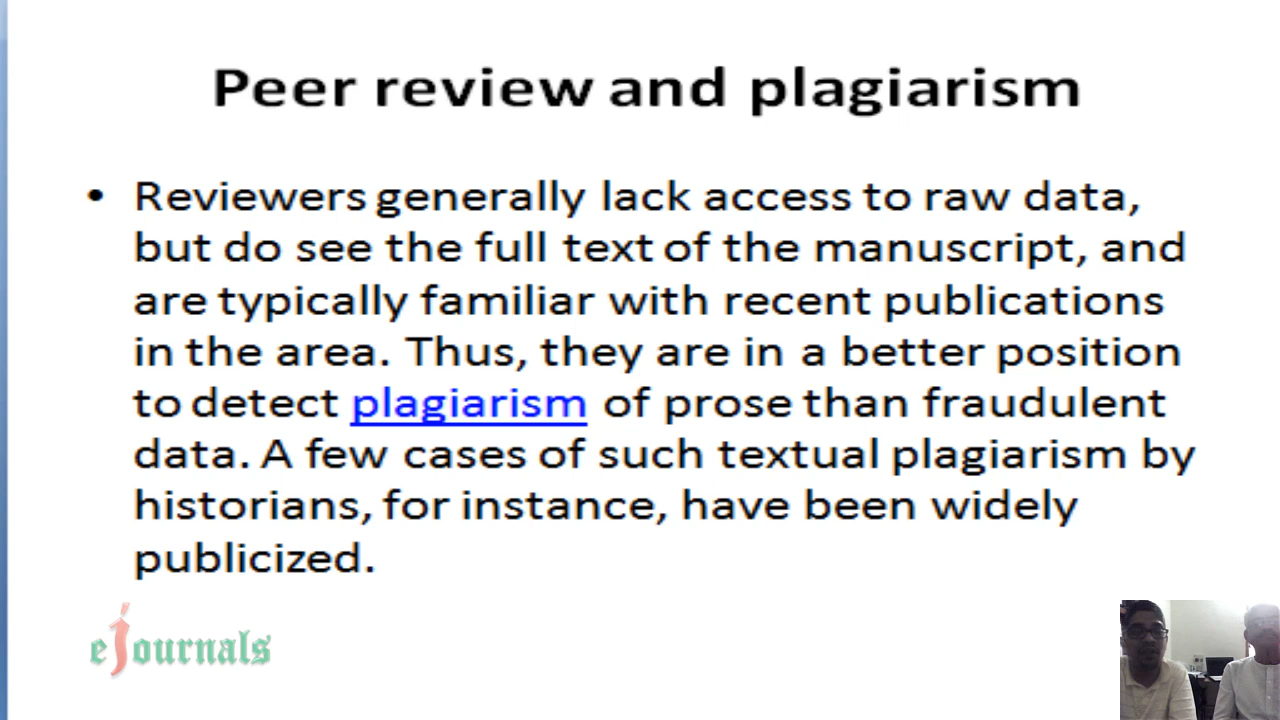 Peer review and plagiarism
• Reviewers generally lack access to raw data,
but do see the full text of the manuscript, and
are typically familiar with recent publications
in the area. Thus, they are in a better position
to detect plagiarism of prose than fraudulent
data. A few cases of such textual plagiarism by
historians, for instance, have been widely
publicized.
eJournals